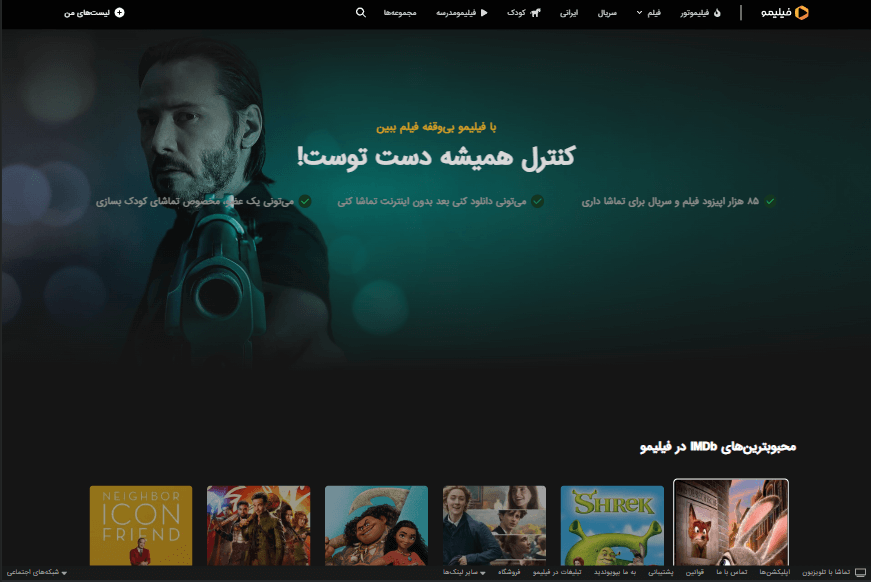 فیلیمو
فیلیموتور
فیلم
سریال
ایرانی
کودک
فیلیمومدرسه
مجموعه‌ها
لیست‌های من
با فیلیمو بی‌وقفه فیلم ببین
کنترل همیشه دست توست!
۸۵ هزار اپیزود فیلم و سریال برای تماشا داری
می‌تونی دانلود کنی بعد بدون اینترنت تماشا کنی
می‌تونی یک عضو، مخصوص تماشای کودک بسازی
محبوبترین‌های IMDb در فیلیمو
SHREK
NEIGHBOR
ICON
FRIEND
تماشا با تلویزیون
اپلیکشن‌ها
تماس با ما
قوانین
پشتیبانی
به ما بپیوندید
تبلیغات در فیلیمو
فروشگاه
سایر لینک‌ها
شبکه‌های اجتماعی